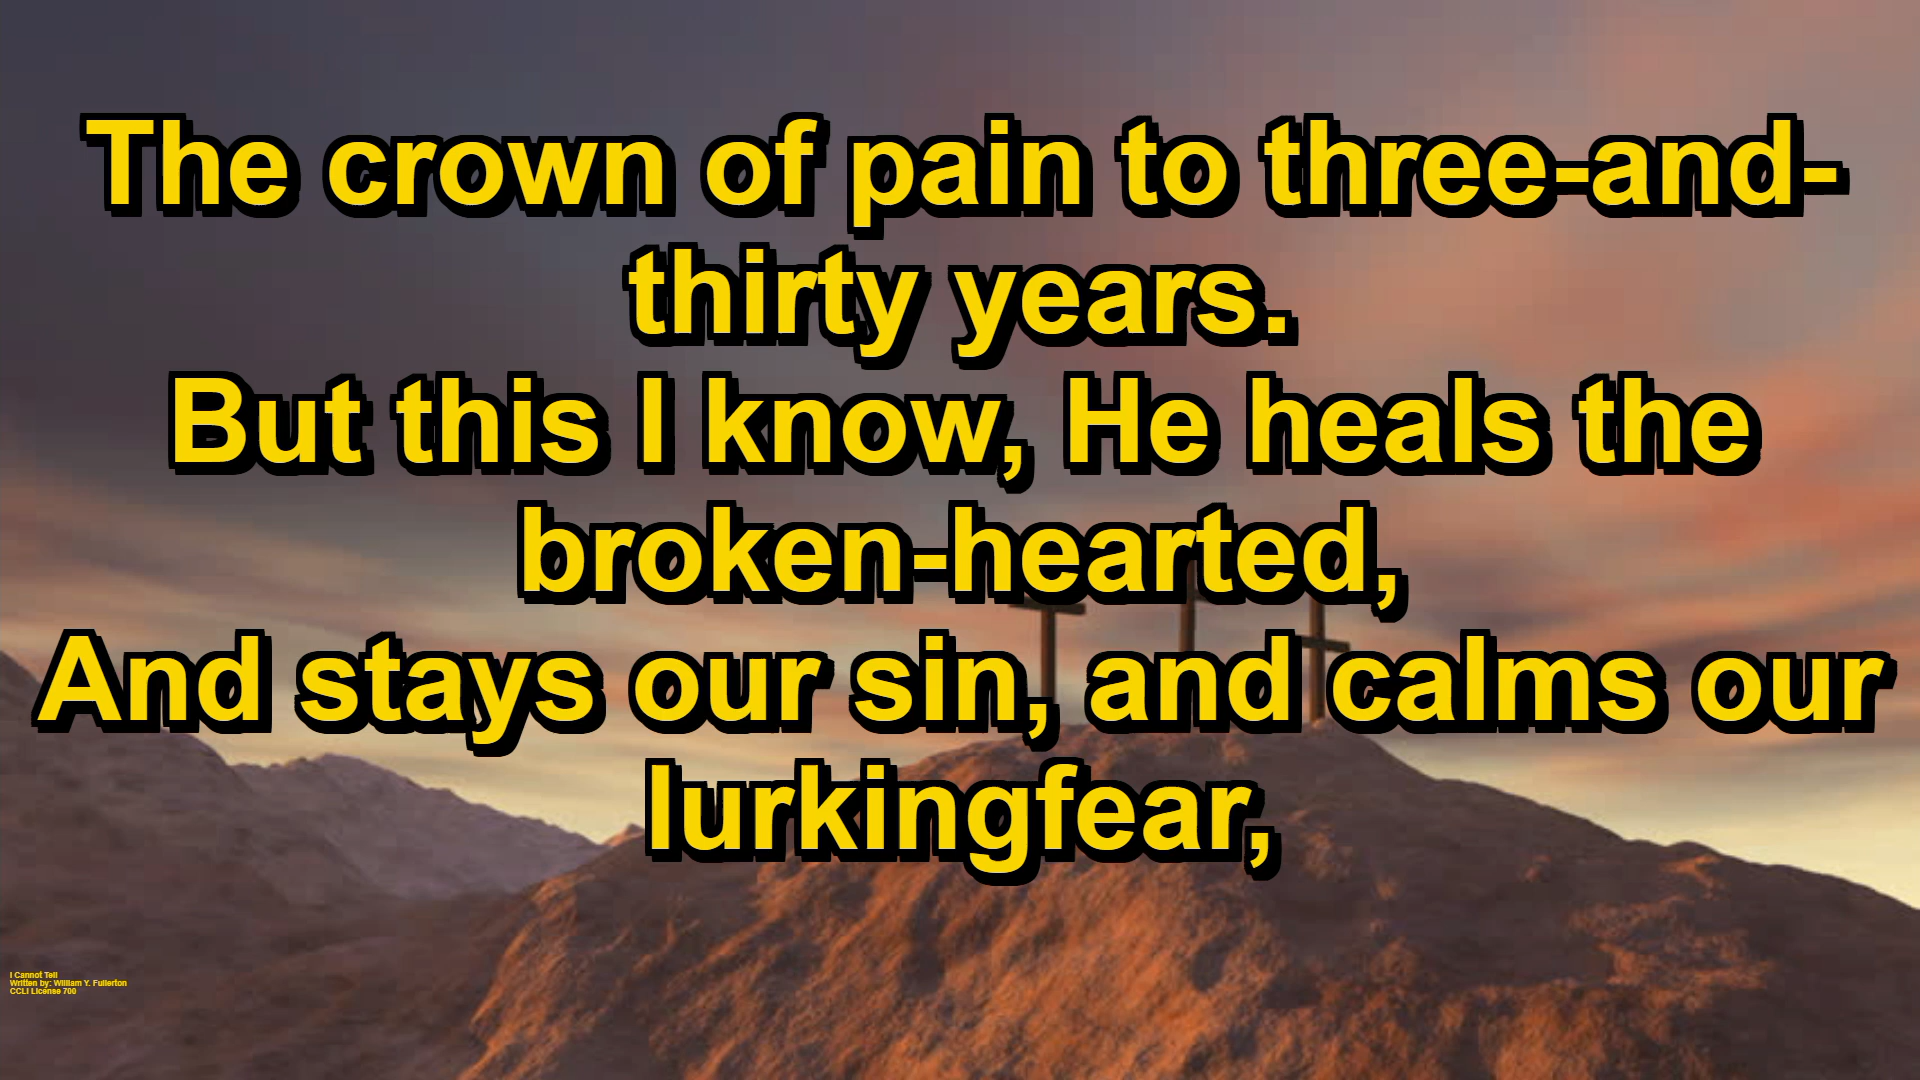 The crown of pain to three-and-
thirty years.
But this I know, He heals the
broken-hearted,
And stays our sin, and calms our
lurkingfear,
I Cannot Tell
Written by: William Y. Fullerton
CCLI License 700